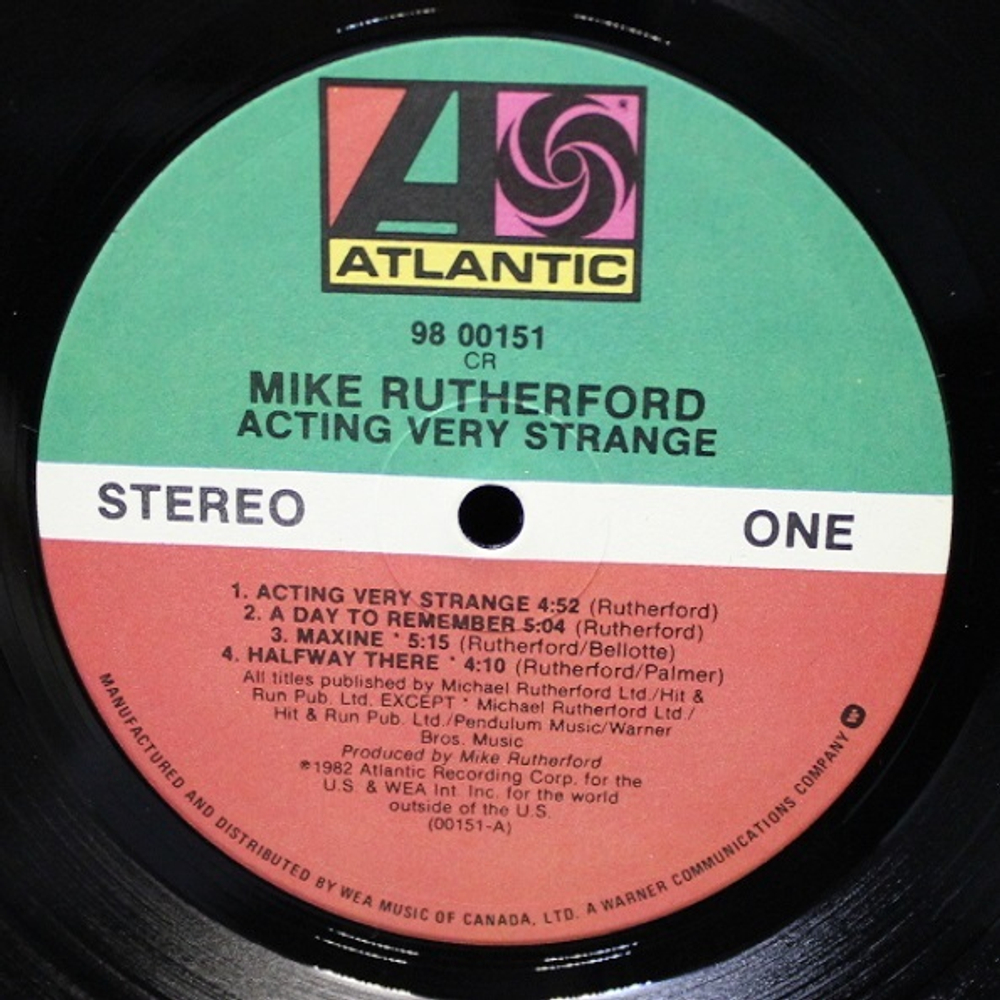 ATLANTIC
98 00151
CR
MIKE RUTHERFORD
ACTING VERY STRANGE
STEREO
ONE
1. ACTING VERY STRANGE 4:52 (Rutherford)
2. A DAY TO REMEMBER 5:04 (Rutherford)
3. MAXINE * 5:15 (Rutherford/Bellotte)
4. HALFWAY THERE * 4:10 (Rutherford/Palmer)
All titles published by Michael Rutherford Ltd./Hit &
Run Pub. Ltd. EXCEPT * Michael Rutherford Ltd./
Hit & Run Pub. Ltd./Pendulum Music/Warner
Bros. Music
Produced by Mike Rutherford
℗1982 Atlantic Recording Corp. for the
U.S. & WEA Int. Inc. for the world
outside of the U.S.
(00151-A)
MANUFACTURED AND DISTRIBUTED BY WEA MUSIC OF CANADA, LTD. A WARNER COMMUNICATIONS COMPANY